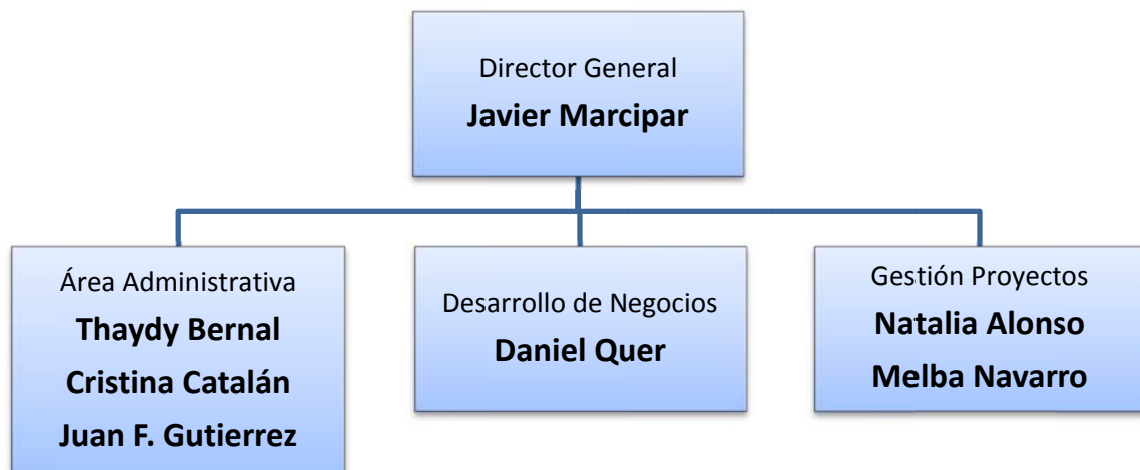 Director General
Javier Marcipar
Área Administrativa
Thaydy Bernal
Cristina Catalán
Juan F. Gutierrez
Desarrollo de Negocios
Daniel Quer
Gestión Proyectos
Natalia Alonso
Melba Navarro